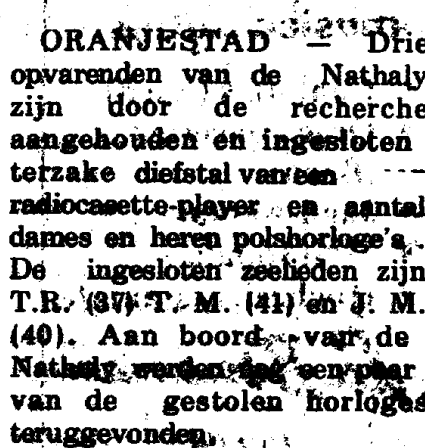 ORANJESTAD — Drie
opvarenden van de Nathaly
zijn door de recherche
aangehouden en ingesloten
terzake diefstal van een
radiocasette-player en aantal
dames en heren polshorloge's.
De ingesloten zeelieden zijn
T.R. (37) T. M. (41) en J. M.
(40). Aan boord van de
Nathaly werden een paar
van de gestolen horloges
teruggevonden.